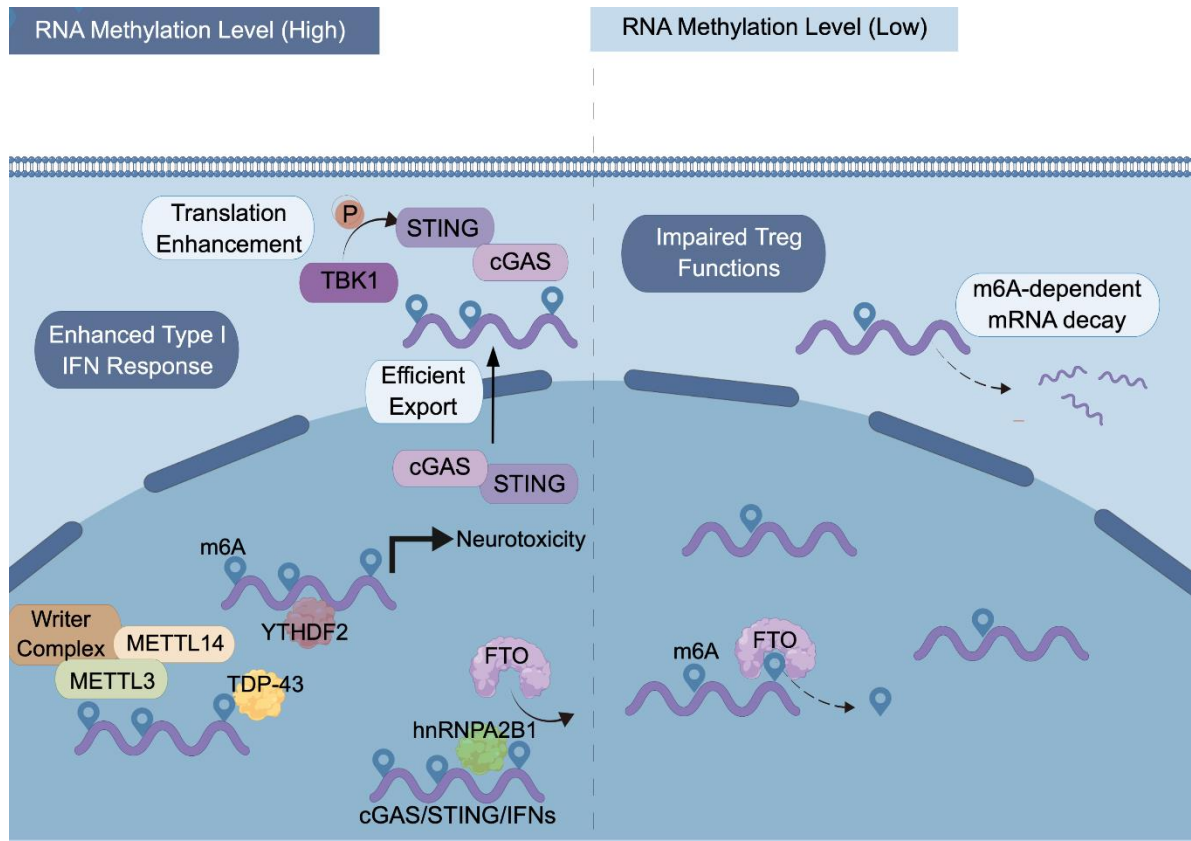 RNA Methylation Level (High)
RNA Methylation Level (Low)
Translation
Enhancement
P
STING
TBK1
cGAS
Enhanced Type I
IFN Response
Efficient
Export
cGAS
STING
m6A
Neurotoxicity
YTHDF2
Writer
Complex
METTL14
METTL3
TDP-43
FTO
hnRNPA2B1
cGAS/STING/IFNs
Impaired Treg
Functions
m6A-dependent
mRNA decay
m6A
FTO